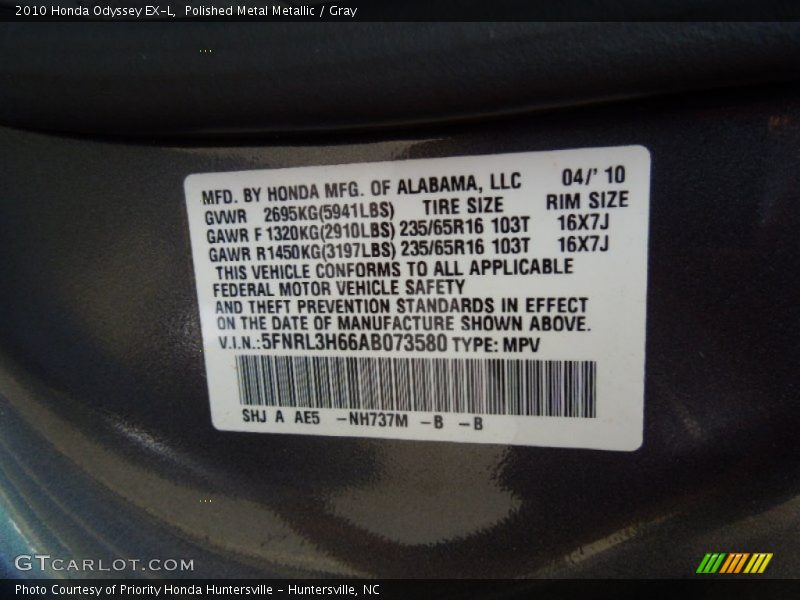 2010 Honda Odyssey EX-L, Polished Metal Metallic / Gray
MFD. BY HONDA MFG. OF ALABAMA, LLC 04/' 10
GVWR 2695KG(5941LBS) TIRE SIZE RIM SIZE
GAWR F 1320KG(2910LBS) 235/65R16 103T 16X7J
GAWR R1450KG(3197LBS) 235/65R16 103T 16X7J
THIS VEHICLE CONFORMS TO ALL APPLICABLE
FEDERAL MOTOR VEHICLE SAFETY
AND THEFT PREVENTION STANDARDS IN EFFECT
ON THE DATE OF MANUFACTURE SHOWN ABOVE.
V.I.N.:5FNRL3H66AB073580 TYPE: MPV
SHJ A AE5 -NH737M -B -B
GTCARLOT.COM
Photo Courtesy of Priority Honda Huntersville - Huntersville, NC